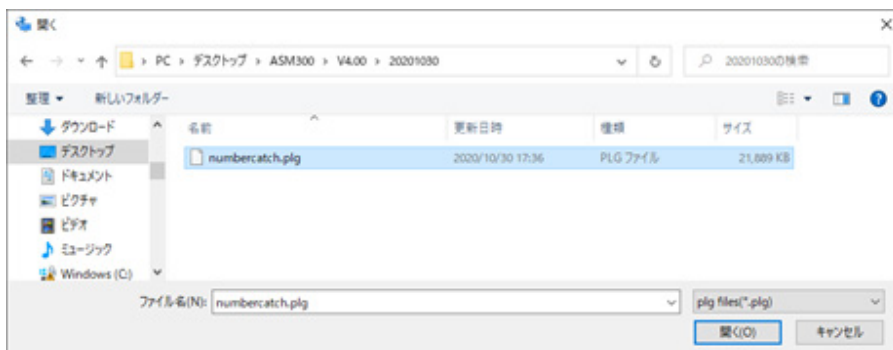 開く
PC › デスクトップ › ASM300 › V4.00 › 20201030
20201030の検索
整理
新しいフォルダー
ダウンロード
デスクトップ
ドキュメント
ピクチャ
ビデオ
ミュージック
Windows (C:)
名前
更新日時
種類
サイズ
numbercatch.plg
2020/10/30 17:36
PLG ファイル
21,889 KB
ファイル名(N):
numbercatch.plg
plg files(*.plg)
開く(O)
キャンセル